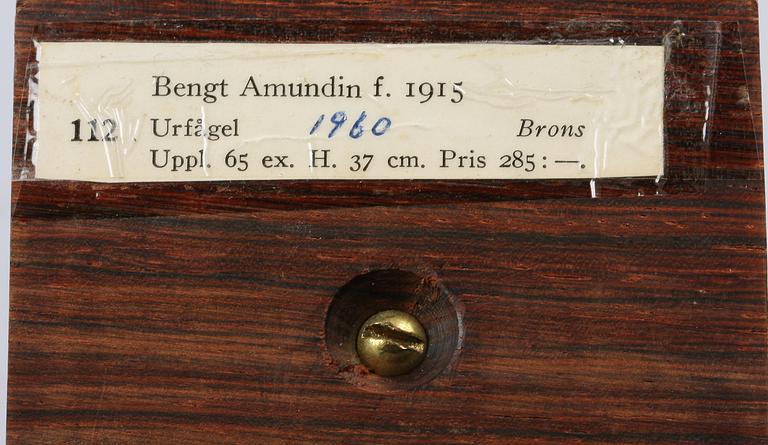 Bengt Amundin f. 1915
112 Urfågel 1960 Brons
Uppl. 65 ex. H. 37 cm. Pris 285:—.